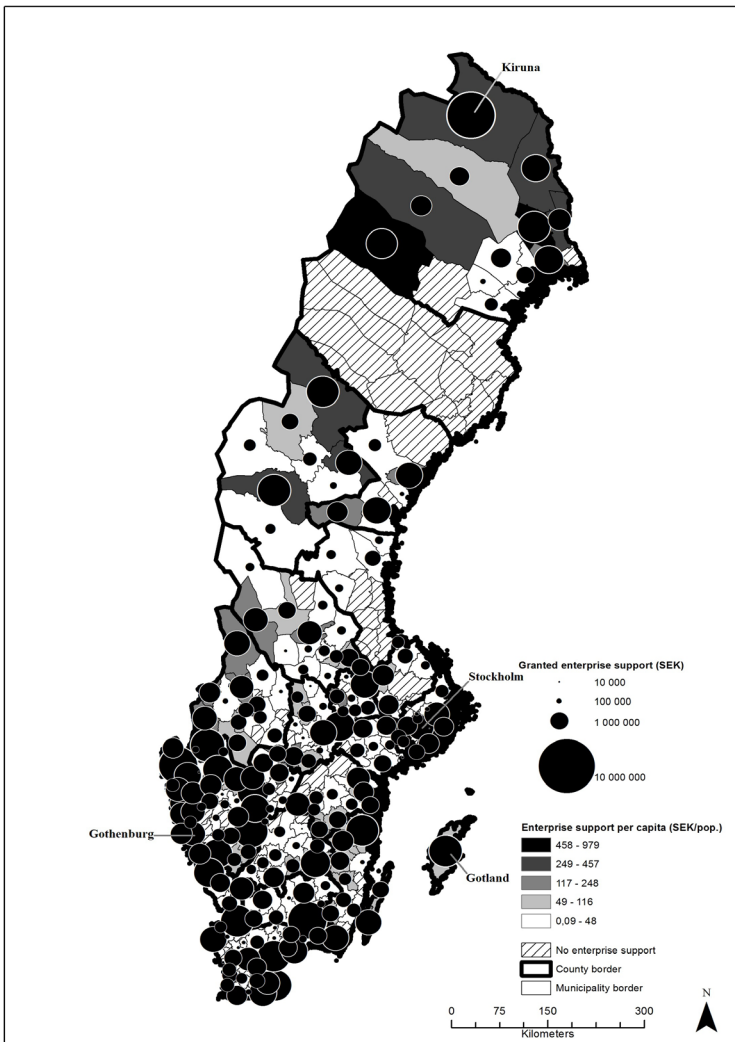 Kiruna
Stockholm
Granted enterprise support (SEK)
10 000
100 000
1 000 000
10 000 000
Gothenburg
Enterprise support per capita (SEK/pop.)
458 - 979
249 - 457
117 - 248
49 - 116
0,09 - 48
Gotland
No enterprise support
County border
Municipality border
N
0 75 150 300
Kilometers